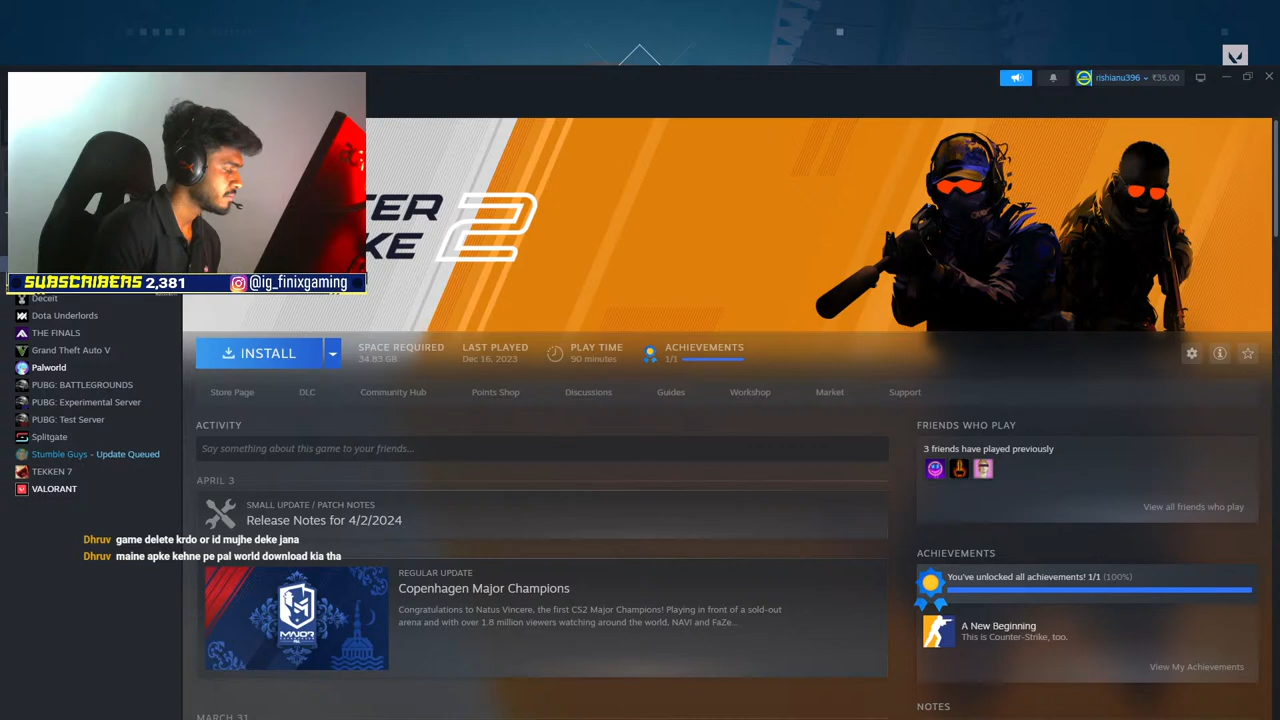 rishianu396
₹35.00
TER
KE 2
SUBSCRIBERS 2,381
@ig_finixgaming
Deceit
Dota Underlords
THE FINALS
Grand Theft Auto V
Palworld
PUBG: BATTLEGROUNDS
PUBG: Experimental Server
PUBG: Test Server
Splitgate
Stumble Guys - Update Queued
TEKKEN 7
VALORANT
Dhruv game delete krdo or id mujhe deke jana
Dhruv maine apke kehne pe pal world download kia tha
INSTALL
SPACE REQUIRED
34.83 GB
LAST PLAYED
Dec 16, 2023
PLAY TIME
90 minutes
ACHIEVEMENTS
1/1
Store Page
DLC
Community Hub
Points Shop
Discussions
Guides
Workshop
Market
Support
ACTIVITY
Say something about this game to your friends...
APRIL 3
SMALL UPDATE / PATCH NOTES
Release Notes for 4/2/2024
REGULAR UPDATE
Copenhagen Major Champions
Congratulations to Natus Vincere, the first CS2 Major Champions! Playing in front of a sold-out
arena and with over 1.8 million viewers watching around the world, NAVI and FaZe...
MAJOR
MARCH 31
FRIENDS WHO PLAY
3 friends have played previously
View all friends who play
ACHIEVEMENTS
You've unlocked all achievements! 1/1 (100%)
A New Beginning
This is Counter-Strike, too.
View My Achievements
NOTES